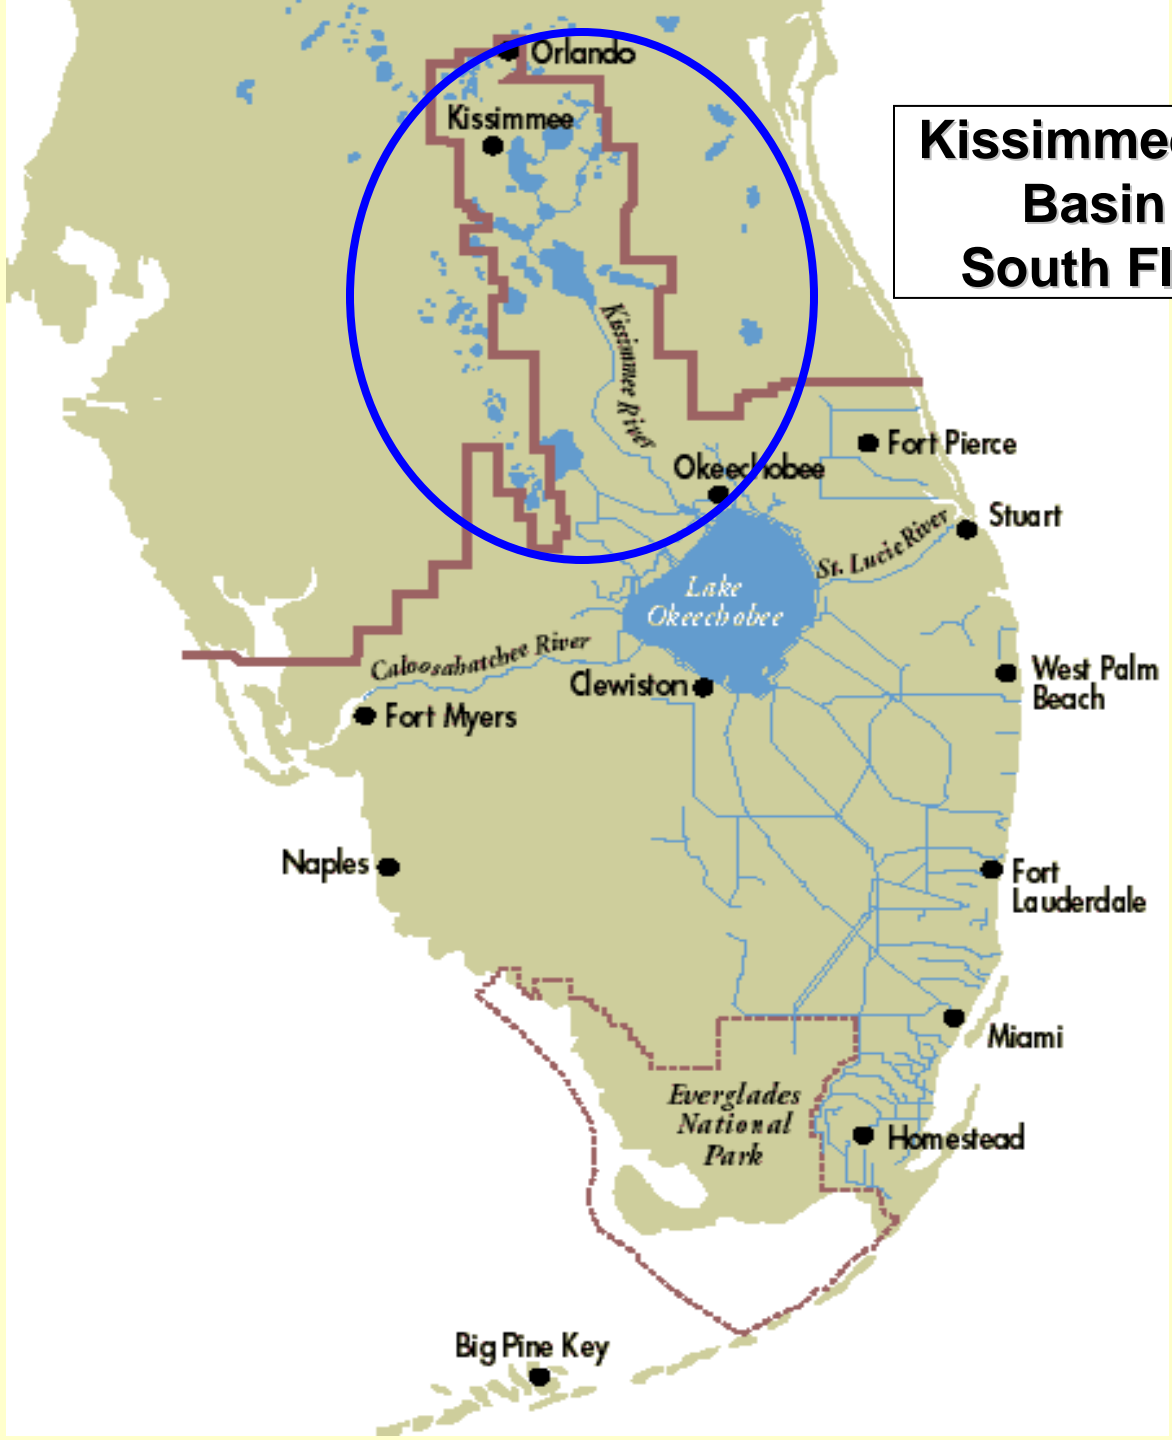 Orlando
Kissimmee
Kissimmee
Basin
South Fl
Kissimmee River
Fort Pierce
Okeechobee
Stuart
St. Lucie River
Lake
Okeechobee
Caloosahatchee River
West Palm
Beach
Clewiston
Fort Myers
Naples
Fort
Lauderdale
Miami
Everglades
National
Park
Homestead
Big Pine Key